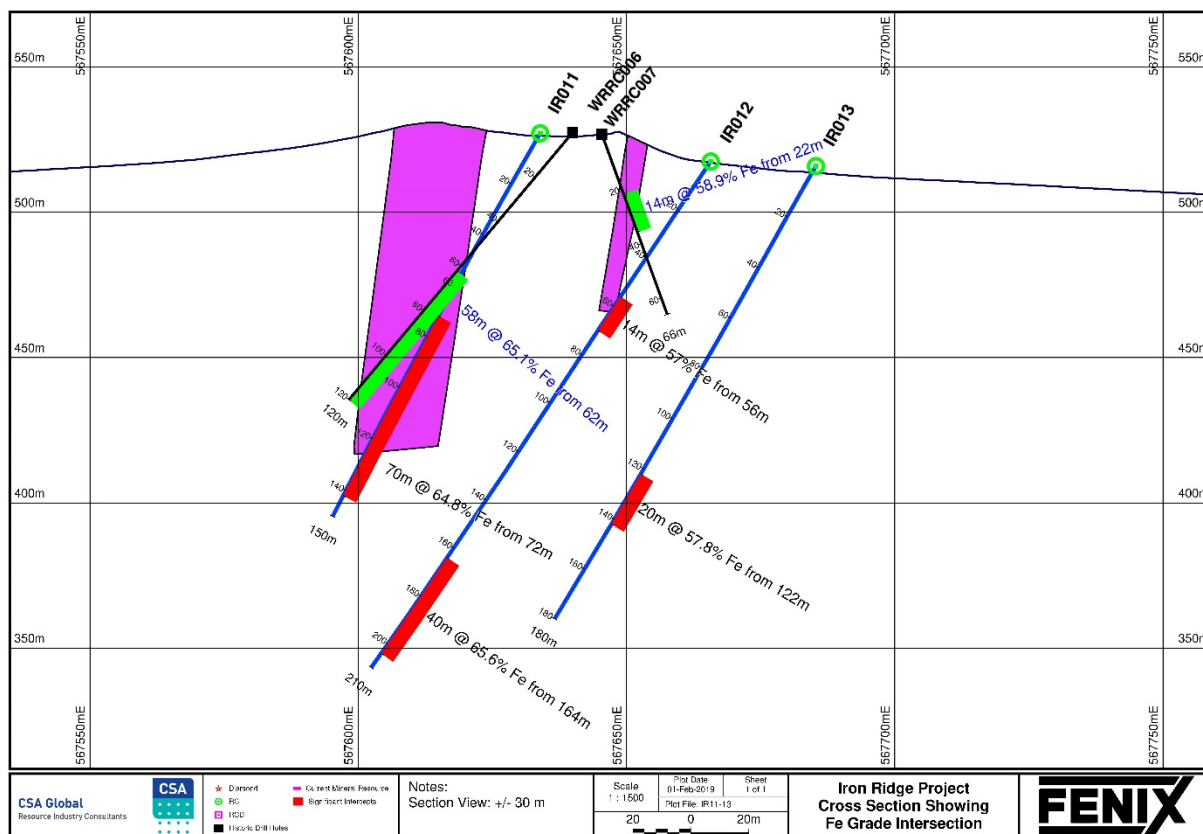 567550mE
567600mE
567650mE
567700mE
567750mE
550m
550m
IR011
WRRC006
WRRC007
IR012
IR013
500m
500m
14m @ 58.9% Fe from 22m
20
40
60
80
100
120
120m
58m @ 65.1% Fe from 62m
20
40
60
80
100
120
140
150m
70m @ 64.8% Fe from 72m
20
40
60
66m
14m @ 57% Fe from 56m
60
80
100
120
140
160
180
200
210m
40m @ 65.6% Fe from 164m
20
40
60
80
100
120
140
160
180
180m
20m @ 57.8% Fe from 122m
450m
450m
400m
400m
350m
350m
567550mE
567600mE
567650mE
567700mE
567750mE
CSA Global
Resource Industry Consultants
CSA
Diamond
RC
RCD
Historic Drill Holes
Current Mineral Resource
Significant Intercepts
Notes:
Section View: +/- 30 m
Scale
1 : 1500
Plot Date
01-Feb-2019
Sheet
1 of 1
Plot File: IR11-13
20 0 20m
Iron Ridge Project
Cross Section Showing
Fe Grade Intersection
FENIX